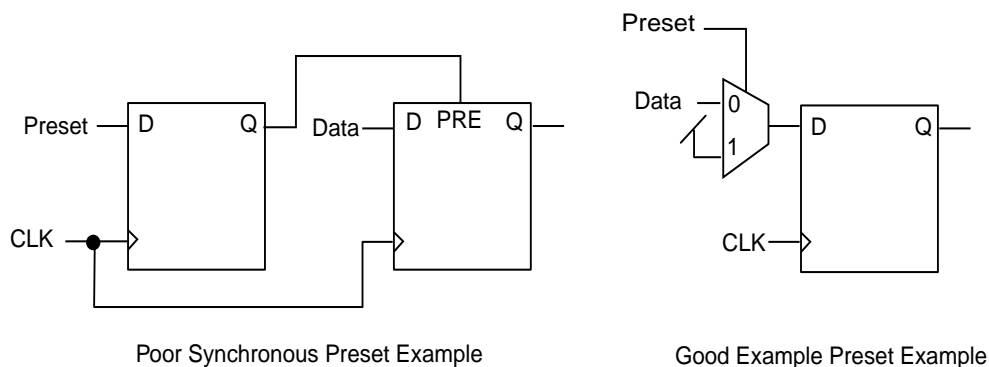 Preset
D
Q
CLK
Data
D
PRE
Q
Poor Synchronous Preset Example
Preset
Data
0
1
D
Q
CLK
Good Example Preset Example